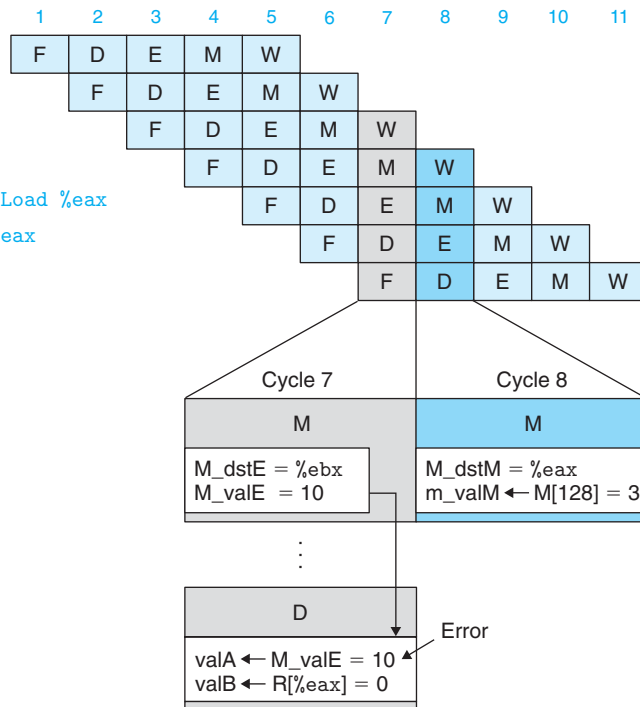 1 2 3 4 5 6 7 8 9 10 11
F D E M W
F D E M W
F D E M W
F D E M W
Load %eax F D E M W
eax F D E M W
F D E M W
Cycle 7 Cycle 8
M M
M_dstE = %ebx M_dstM = %eax
M_valE = 10 m_valM ← M[128] = 3
⋮
D
Error
valA ← M_valE = 10
valB ← R[%eax] = 0